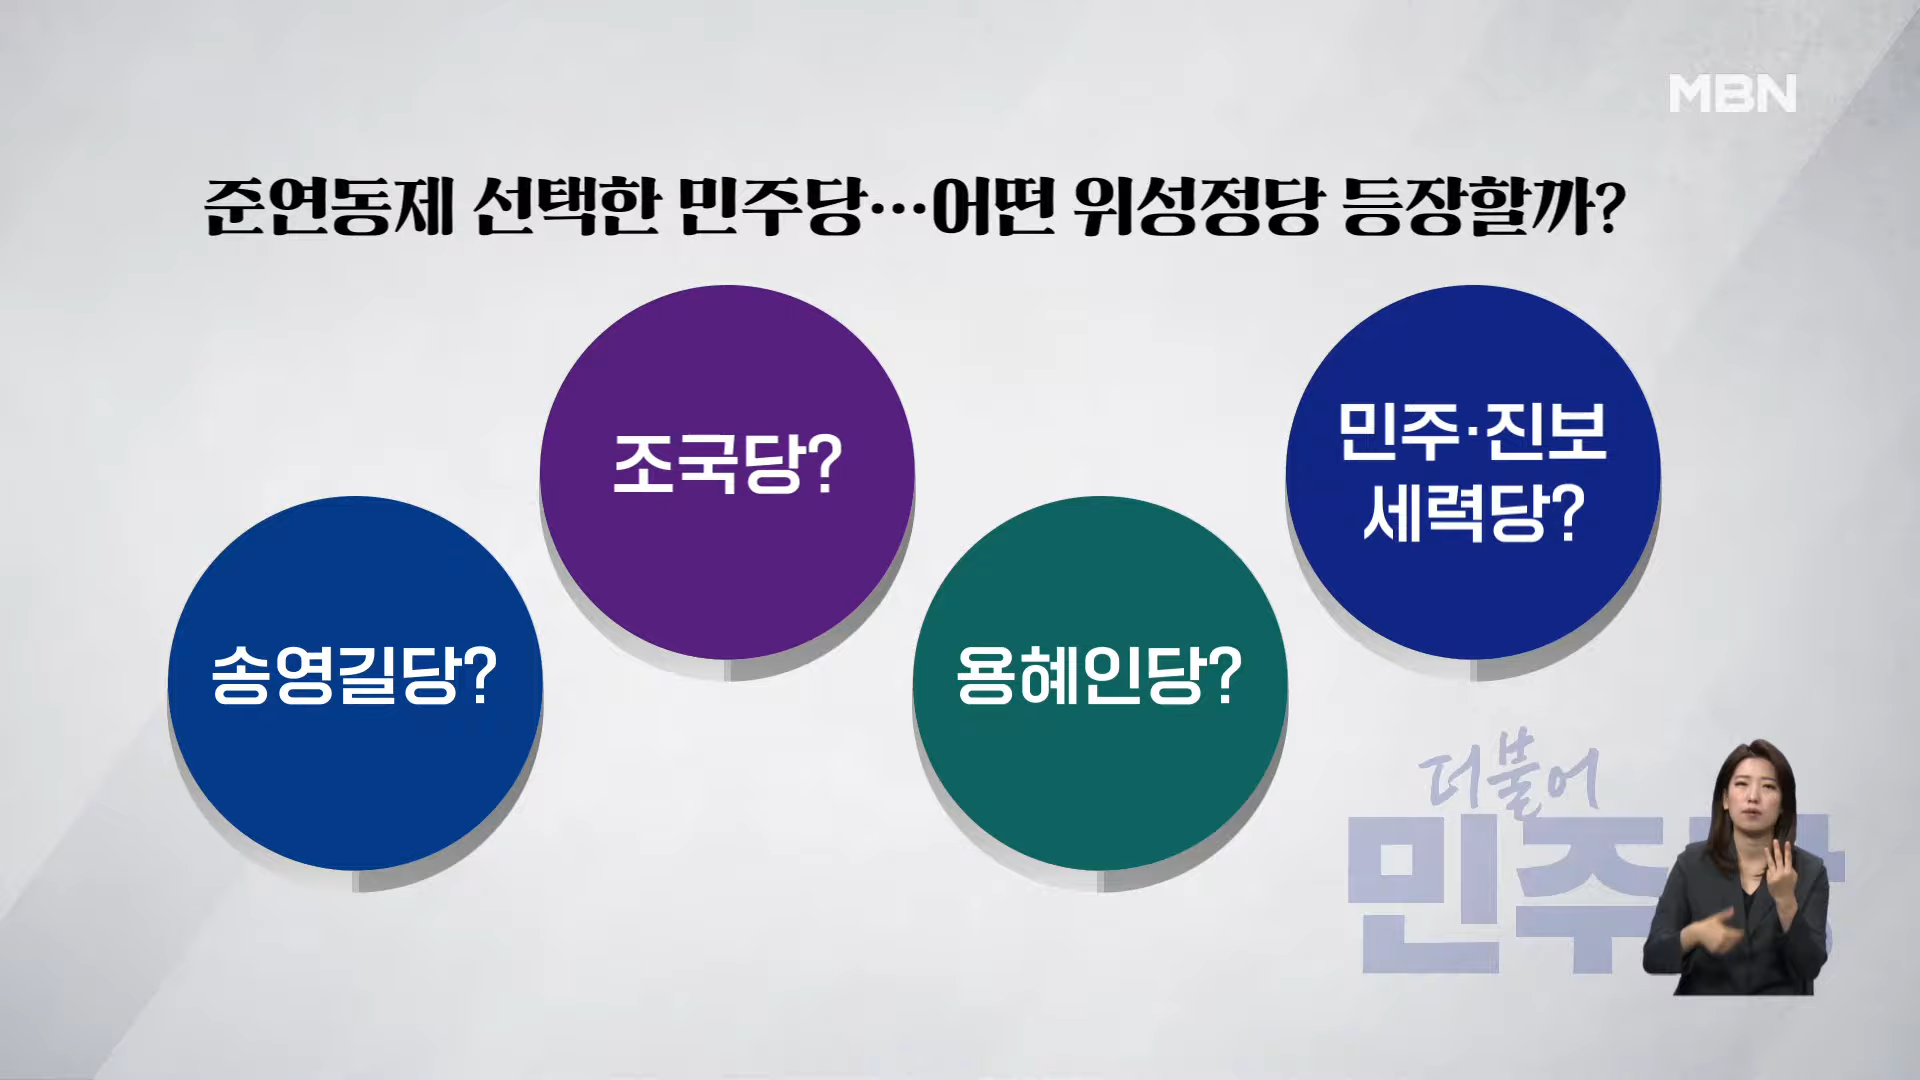 MBN
준연동제 선택한 민주당…어떤 위성정당 등장할까?
송영길당?
조국당?
용혜인당?
민주·진보
세력당?
더불어
민주당